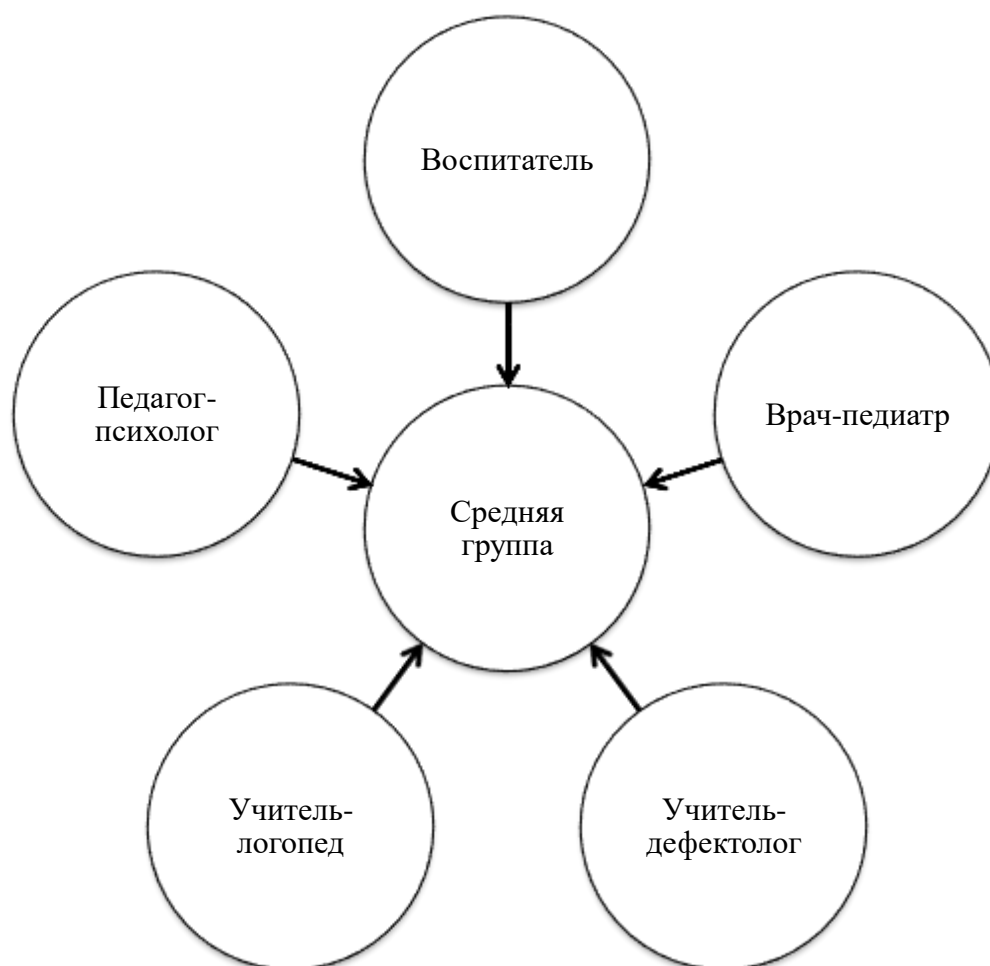 Воспитатель
Педагог-
психолог
Врач-педиатр
Средняя
группа
Учитель-
логопед
Учитель-
дефектолог